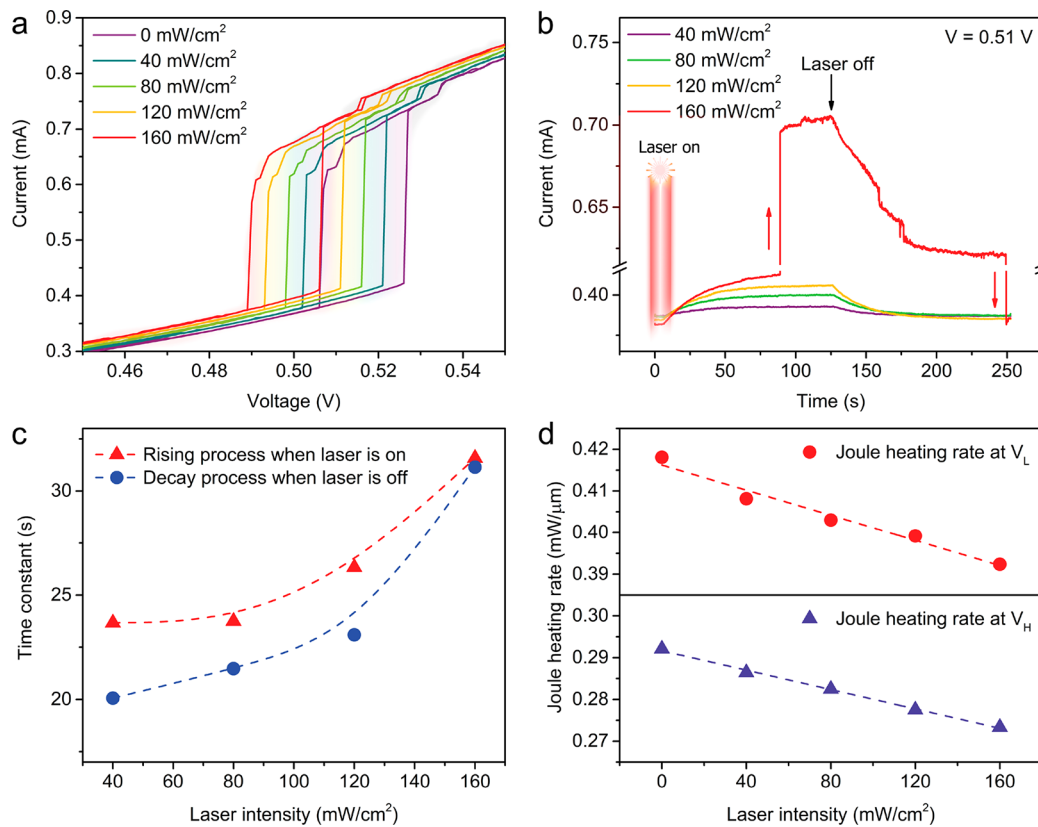 a
0 mW/cm²
40 mW/cm²
80 mW/cm²
120 mW/cm²
160 mW/cm²
0.9
0.8
0.7
0.6
0.5
0.4
0.3
Current (mA)
0.46
0.48
0.50
0.52
0.54
Voltage (V)
b
40 mW/cm²
80 mW/cm²
120 mW/cm²
160 mW/cm²
V = 0.51 V
Laser off
Laser on
0.75
0.70
0.65
0.40
Current (mA)
0
50
100
150
200
250
Time (s)
c
Rising process when laser is on
Decay process when laser is off
30
25
20
Time constant (s)
40
60
80
100
120
140
160
Laser intensity (mW/cm²)
d
Joule heating rate at V_L
0.42
0.41
0.40
0.39
Joule heating rate at V_H
0.30
0.29
0.28
0.27
Joule heating rate (mW/μm)
0
40
80
120
160
Laser intensity (mW/cm²)